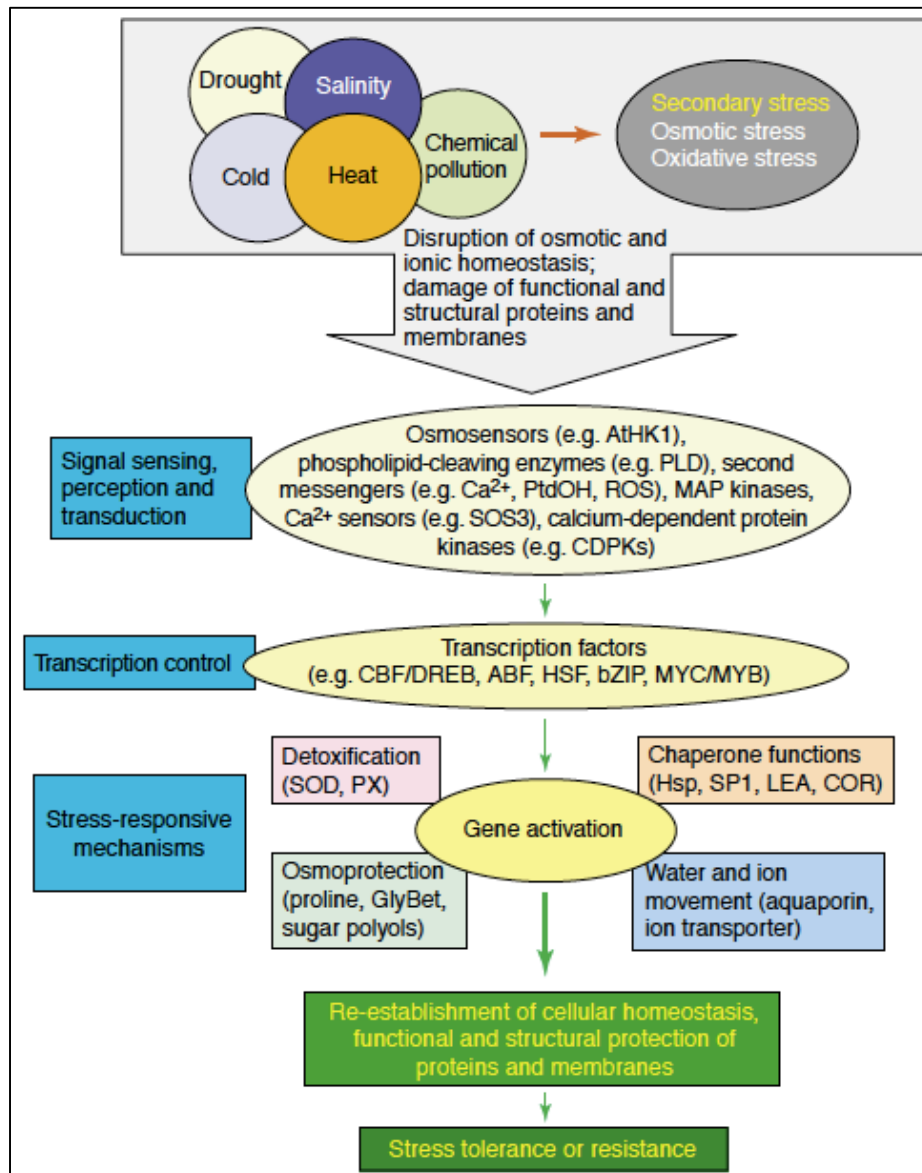 Drought
Salinity
Cold
Heat
Chemical
pollution
Secondary stress
Osmotic stress
Oxidative stress
Disruption of osmotic and
ionic homeostasis;
damage of functional and
structural proteins and
membranes
Signal sensing,
perception and
transduction
Osmosensors (e.g. AtHK1),
phospholipid-cleaving enzymes (e.g. PLD), second
messengers (e.g. Ca²⁺, PtdOH, ROS), MAP kinases,
Ca²⁺ sensors (e.g. SOS3), calcium-dependent protein
kinases (e.g. CDPKs)
Transcription control
Transcription factors
(e.g. CBF/DREB, ABF, HSF, bZIP, MYC/MYB)
Stress-responsive
mechanisms
Detoxification
(SOD, PX)
Chaperone functions
(Hsp, SP1, LEA, COR)
Gene activation
Osmoprotection
(proline, GlyBet,
sugar polyols)
Water and ion
movement (aquaporin,
ion transporter)
Re-establishment of cellular homeostasis,
functional and structural protection of
proteins and membranes
Stress tolerance or resistance